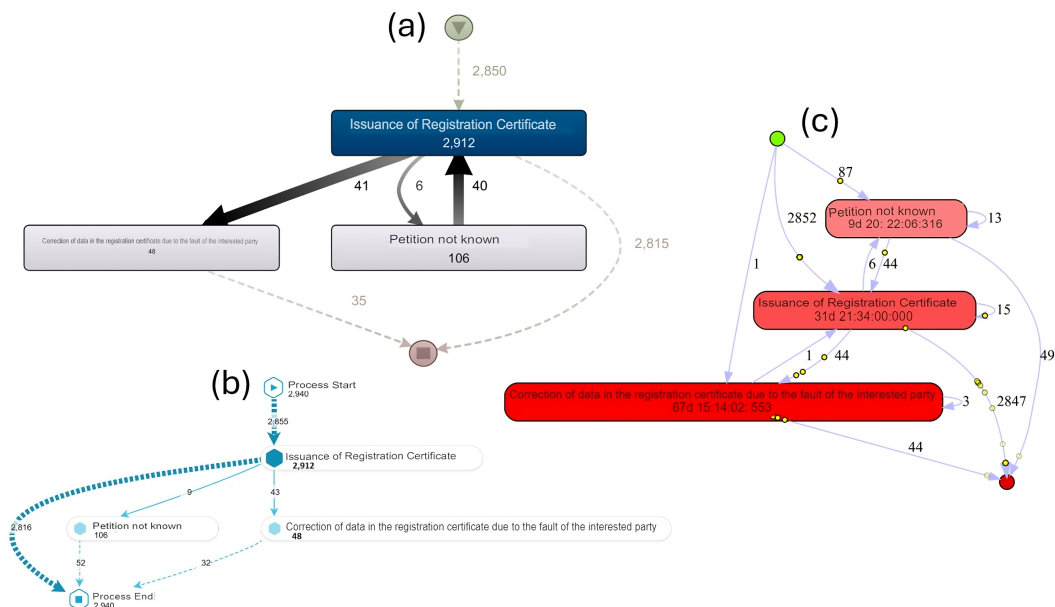 (a)
2,850
Issuance of Registration Certificate
2,912
41
6
40
Correction of data in the registration certificate due to the fault of the interested party
48
Petition not known
106
2,815
35
(b)
Process Start
2,940
2,855
Issuance of Registration Certificate
2,912
9
43
2,816
Petition not known
106
Correction of data in the registration certificate due to the fault of the interested party
48
52
32
Process End
2,940
(c)
87
Petition not known
9d 20: 22:06:316
13
2852
1
6
44
Issuance of Registration Certificate
31d 21:34:00:000
15
1
44
49
Correction of data in the registration certificate due to the fault of the interested party
67d 15:14:02: 553
3
2847
44